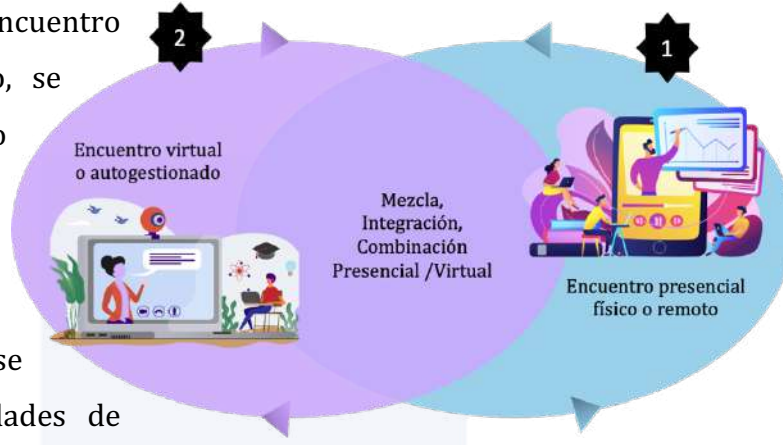 ncuentro
o, se
o
se
lades de
2
1
Encuentro virtual
o autogestionado
Mezcla,
Integración,
Combinación
Presencial /Virtual
Encuentro presencial
físico o remoto